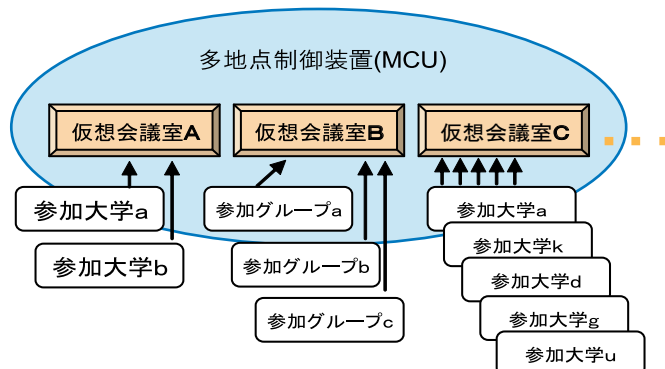 多地点制御装置(MCU)
仮想会議室A
仮想会議室B
仮想会議室C
参加大学a
参加大学b
参加グループa
参加グループb
参加グループc
参加大学a
参加大学k
参加大学d
参加大学g
参加大学u